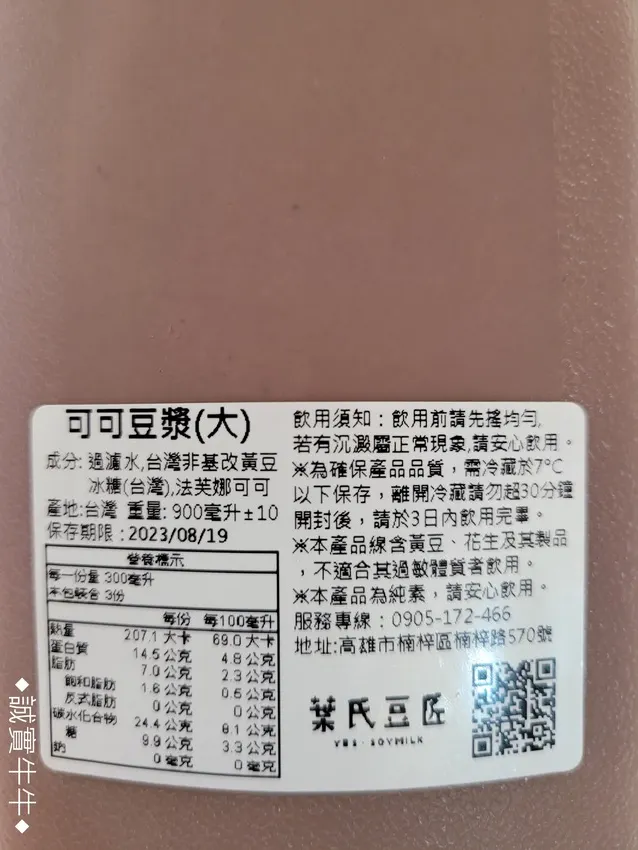 可可豆漿(大)
成分: 過濾水,台灣非基改黃豆
冰糖(台灣),法芙娜可可
產地:台灣 重量: 900毫升±10
保存期限：2023/08/19
營養標示
每一份量 300毫升
本包裝含 3份
每份 每100毫升
熱量 207.1 大卡 69.0 大卡
蛋白質 14.5 公克 4.8 公克
脂肪 7.0 公克 2.3 公克
飽和脂肪 1.6 公克 0.5 公克
反式脂肪 0 公克 0 公克
碳水化合物 24.4 公克 8.1 公克
糖 9.9 公克 3.3 公克
鈉 0 毫克 0 毫克
飲用須知：飲用前請先搖均勻,
若有沉澱屬正常現象,請安心飲用。
※為確保產品品質，需冷藏於7°C
以下保存，離開冷藏請勿超30分鐘
開封後，請於3日內飲用完畢。
※本產品線含黃豆、花生及其製品
，不適合其過敏體質者飲用。
※本產品為純素，請安心飲用。
服務專線：0905-172-466
地址:高雄市楠梓區楠梓路570號
葉氏豆匠
YES·SOYMILK
◆誠實牛牛◆